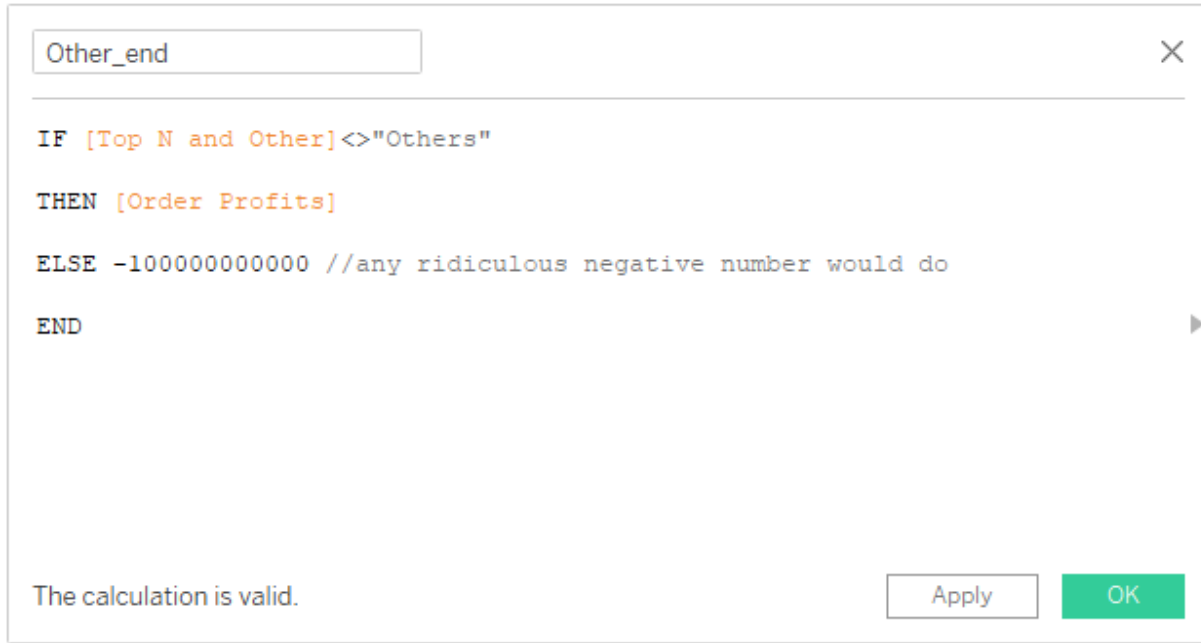 Other_end
IF [Top N and Other]<>"Others"
THEN [Order Profits]
ELSE -100000000000 //any ridiculous negative number would do
END
The calculation is valid.
Apply
OK